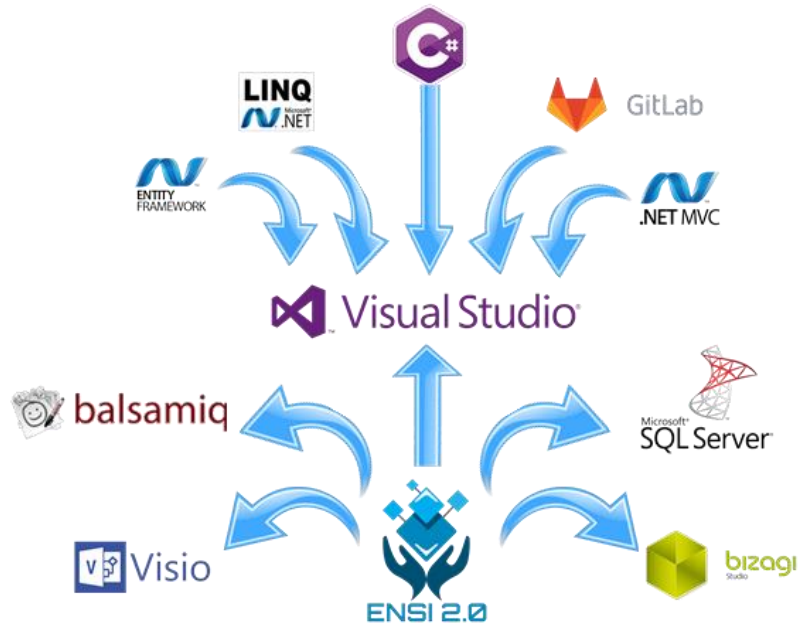 C#
LINQ
Microsoft®
.NET
GitLab
ENTITY
FRAMEWORK
.NET MVC
Visual Studio®
balsamiq
Microsoft®
SQL Server®
V
Visio
bizagi
Studio
ENSI 2.0